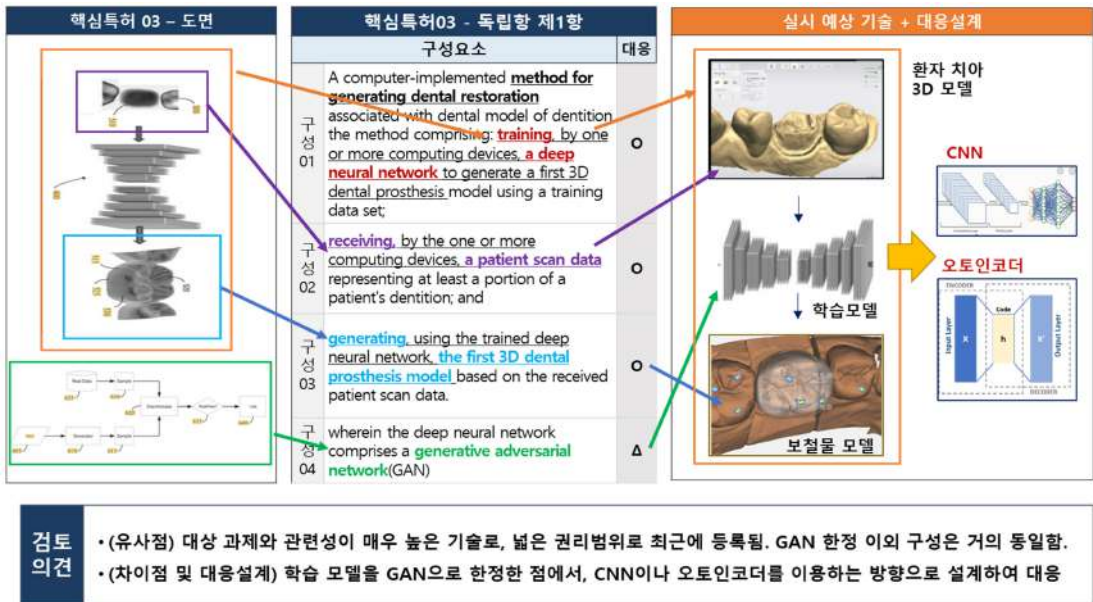 핵심특허 03 – 도면
핵심특허03 - 독립항 제1항
구성요소
대응
구성 01
A computer-implemented method for
generating dental restoration
associated with dental model of dentition
the method comprising: training, by one
or more computing devices, a deep
neural network to generate a first 3D
dental prosthesis model using a training
data set;
O
구성 02
receiving, by the one or more
computing devices, a patient scan data
representing at least a portion of a
patient's dentition; and
O
구성 03
generating, using the trained deep
neural network, the first 3D dental
prosthesis model based on the received
patient scan data.
O
구성 04
wherein the deep neural network
comprises a generative adversarial
network(GAN)
Δ
실시 예상 기술 + 대응설계
환자 치아
3D 모델
CNN
학습모델
오토인코더
ENCODER
Input Layer
X
Code
h
X'
Output Layer
DECODER
보철물 모델
검토
의견
• (유사점) 대상 과제와 관련성이 매우 높은 기술로, 넓은 권리범위로 최근에 등록됨. GAN 한정 이외 구성은 거의 동일함.
• (차이점 및 대응설계) 학습 모델을 GAN으로 한정한 점에서, CNN이나 오토인코더를 이용하는 방향으로 설계하여 대응